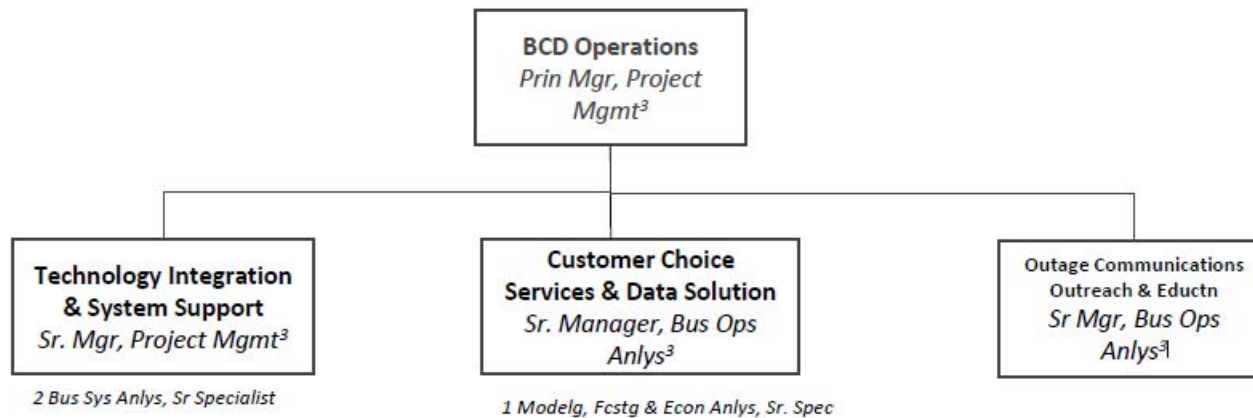 BCD Operations
Prin Mgr, Project
Mgmt³
Technology Integration
& System Support
Sr. Mgr, Project Mgmt³
2 Bus Sys Anlys, Sr Specialist
Customer Choice
Services & Data Solution
Sr. Manager, Bus Ops
Anlys³
1 Modelg, Fcstg & Econ Anlys, Sr. Spec
Outage Communications
Outreach & Eductn
Sr Mgr, Bus Ops
Anlys³